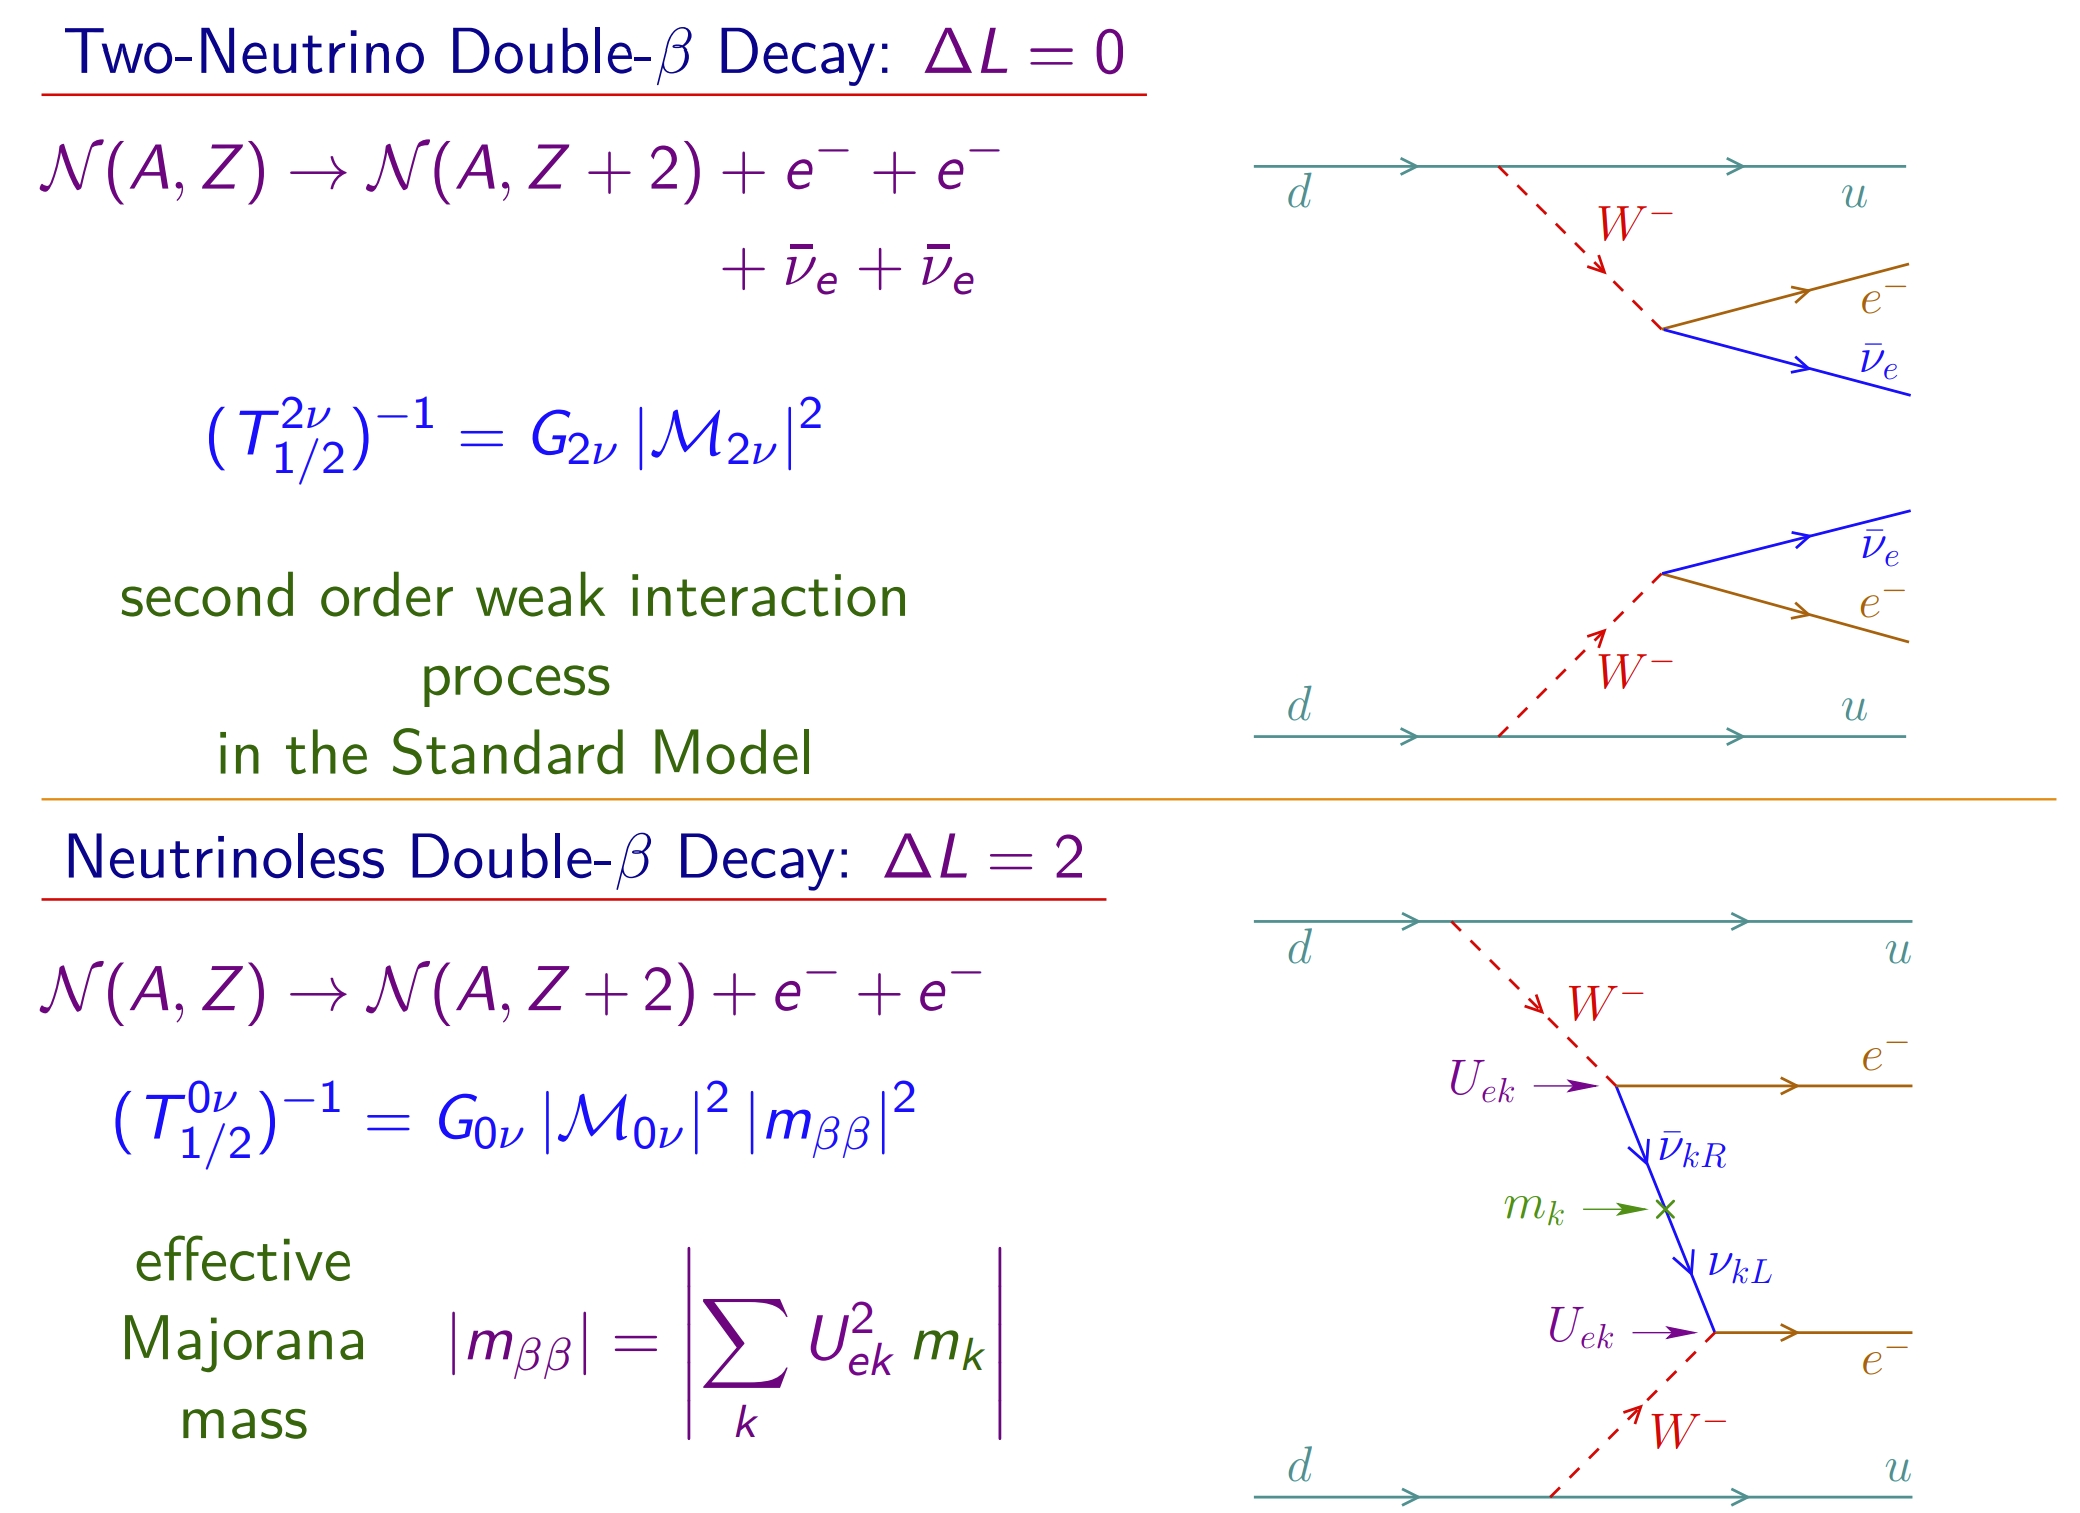 Two-Neutrino Double-β Decay: ΔL = 0
𝒩(A, Z) → 𝒩(A, Z + 2) + e⁻ + e⁻
+ ν̄ₑ + ν̄ₑ
(T^{2ν}_{1/2})⁻¹ = G_{2ν} |ℳ_{2ν}|²
second order weak interaction
process
in the Standard Model
d
u
W⁻
e⁻
ν̄ₑ
ν̄ₑ
e⁻
W⁻
d
u
Neutrinoless Double-β Decay: ΔL = 2
𝒩(A, Z) → 𝒩(A, Z + 2) + e⁻ + e⁻
(T^{0ν}_{1/2})⁻¹ = G_{0ν} |ℳ_{0ν}|² |m_{ββ}|²
effective
Majorana
mass
|m_{ββ}| = |∑_k U²_{ek} m_k|
d
u
W⁻
U_{ek}
e⁻
ν̄_{kR}
m_k
ν_{kL}
U_{ek}
e⁻
W⁻
d
u